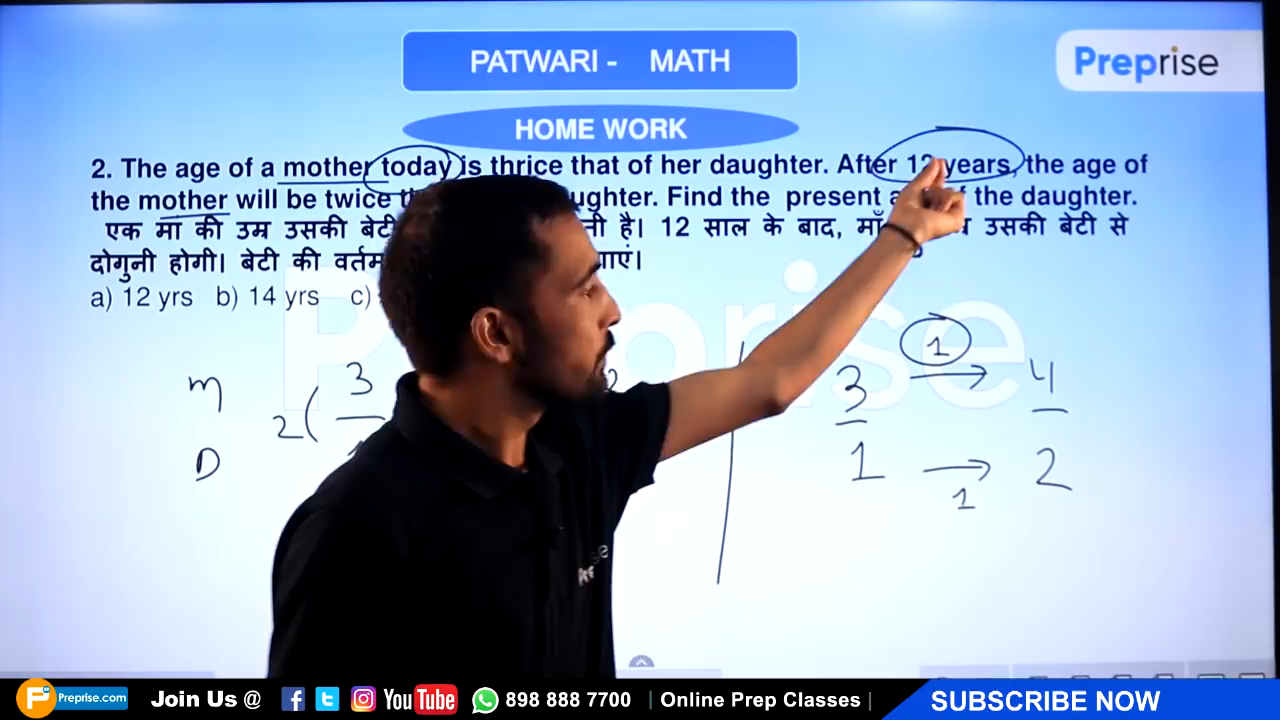 PATWARI - MATH
Preprise
HOME WORK
2. The age of a mother today is thrice that of her daughter. After 12 years, the age of
the mother will be twice the daughter. Find the present the daughter.
एक माँ की उम्र उसकी बेटी है। 12 साल के बाद, माँ उसकी बेटी से
दोगुनी होगी। बेटी की
a) 12 yrs b) 14 yrs c)
M 2( 3
D
3 1 → 4
1 → 1 2
Preprise.com Join Us @ YouTube 898 888 7700 | Online Prep Classes | SUBSCRIBE NOW